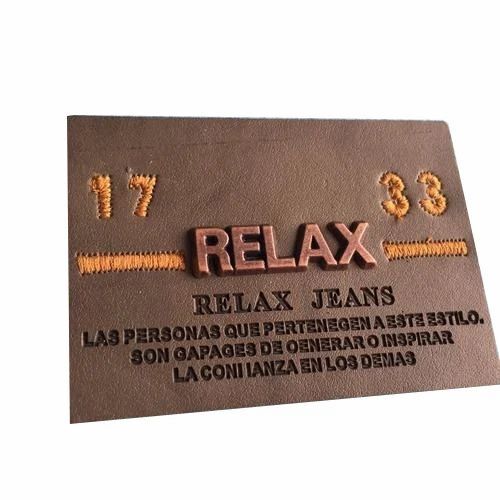 17 33
RELAX
RELAX JEANS
LAS PERSONAS QUE PERTENEGEN A ESTE ESTILO.
SON GAPAGES DE OENERAR O INSPIRAR
LA CONI IANZA EN LOS DEMAS